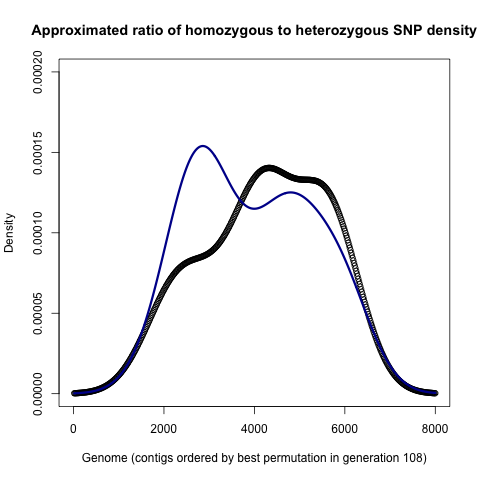 Approximated ratio of homozygous to heterozygous SNP density
0.00020
0.00015
0.00010
0.00005
0.00000
Density
0 2000 4000 6000 8000
Genome (contigs ordered by best permutation in generation 108)